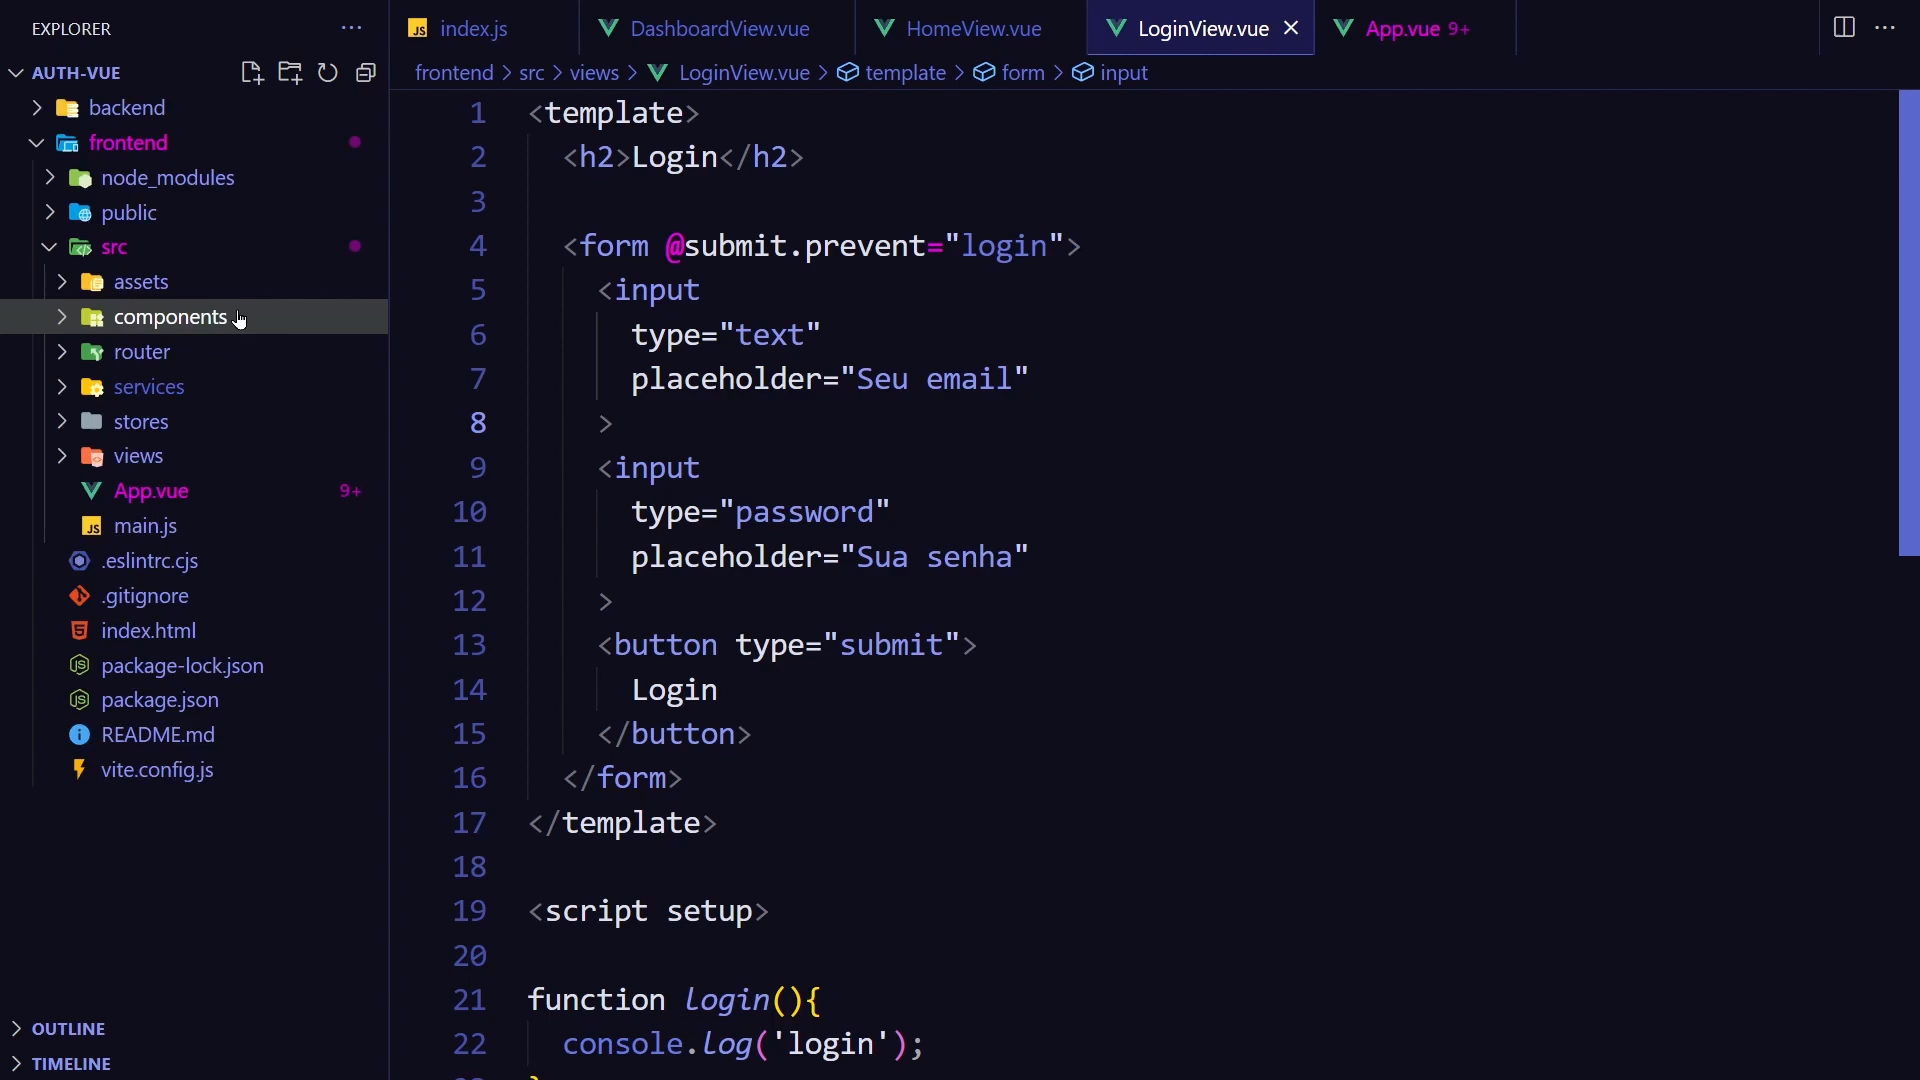 EXPLORER
AUTH-VUE
backend
frontend
node_modules
public
src
assets
components
router
services
stores
views
App.vue 9+
JS main.js
.eslintrc.cjs
.gitignore
index.html
package-lock.json
package.json
README.md
vite.config.js
OUTLINE
TIMELINE
JS index.js DashboardView.vue HomeView.vue LoginView.vue App.vue 9+
frontend > src > views > LoginView.vue > template > form > input
1 <template>
2 <h2>Login</h2>
3
4 <form @submit.prevent="login">
5 <input
6 type="text"
7 placeholder="Seu email"
8 >
9 <input
10 type="password"
11 placeholder="Sua senha"
12 >
13 <button type="submit">
14 Login
15 </button>
16 </form>
17 </template>
18
19 <script setup>
20
21 function login(){
22 console.log('login');